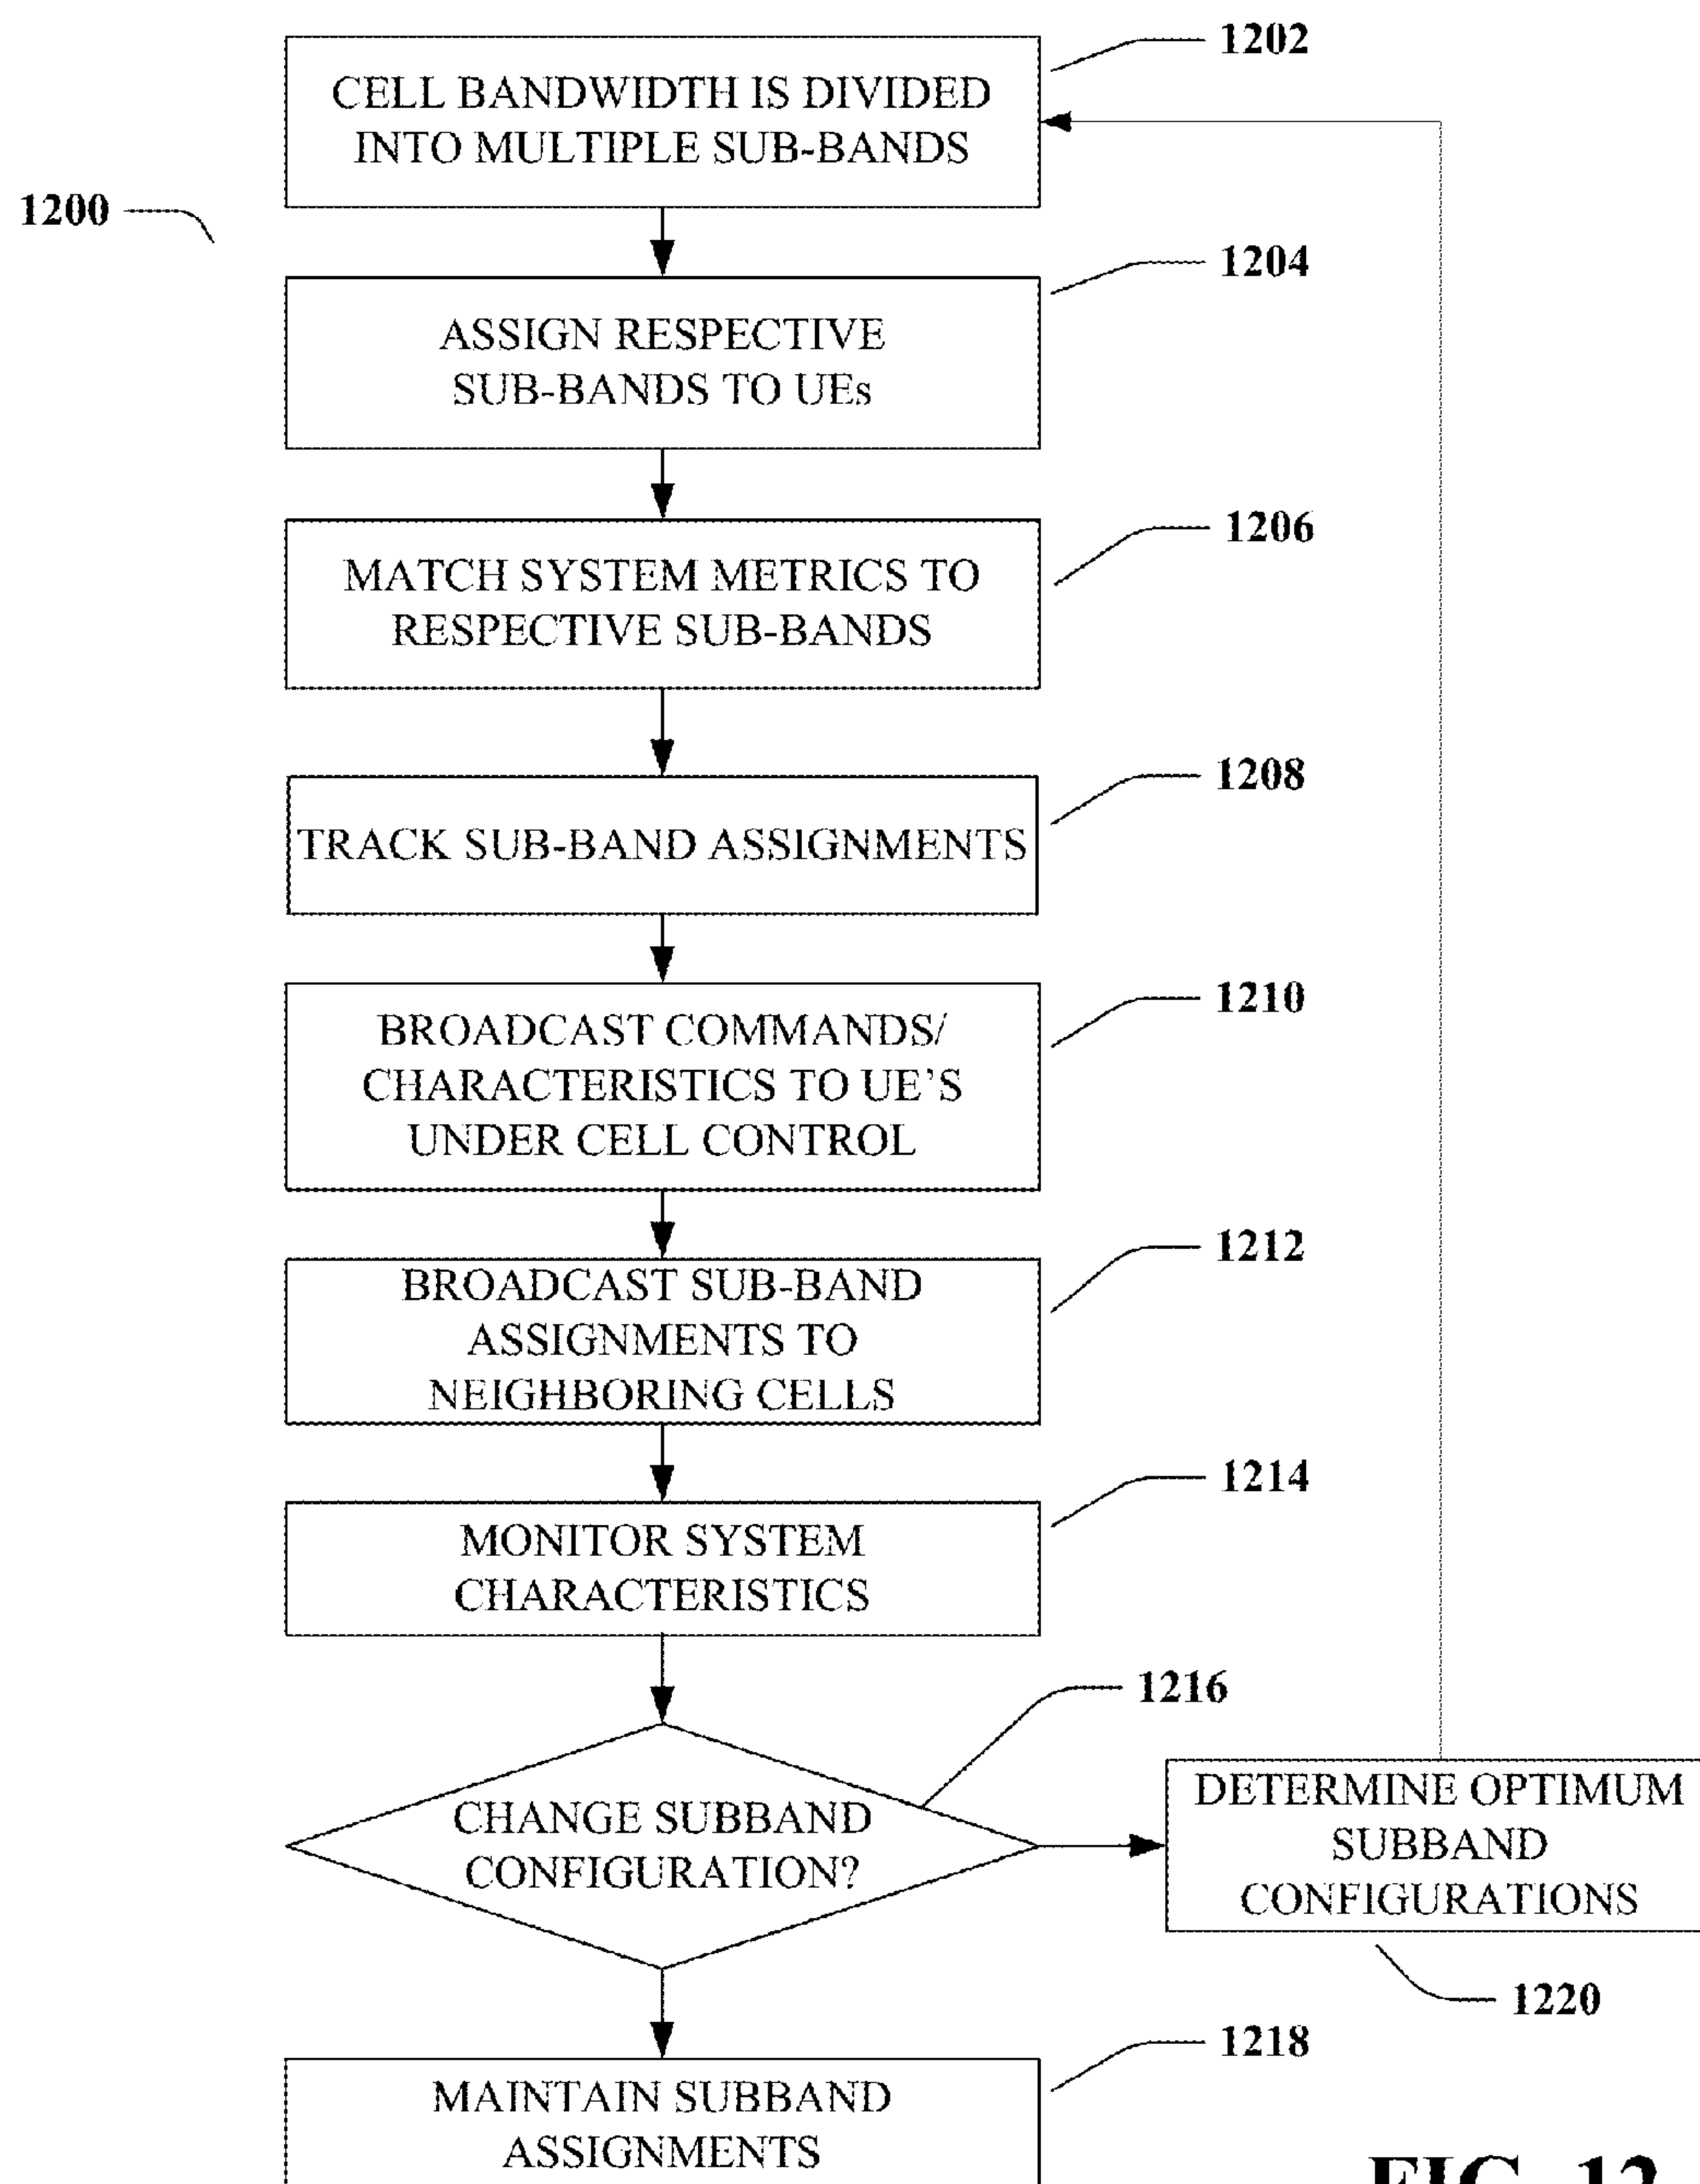 1202
CELL BANDWIDTH IS DIVIDED
INTO MULTIPLE SUB-BANDS
1200
1204
ASSIGN RESPECTIVE
SUB-BANDS TO UEs
1206
MATCH SYSTEM METRICS TO
RESPECTIVE SUB-BANDS
1208
TRACK SUB-BAND ASSIGNMENTS
1210
BROADCAST COMMANDS/
CHARACTERISTICS TO UE'S
UNDER CELL CONTROL
1212
BROADCAST SUB-BAND
ASSIGNMENTS TO
NEIGHBORING CELLS
1214
MONITOR SYSTEM
CHARACTERISTICS
1216
CHANGE SUBBAND
CONFIGURATION?
DETERMINE OPTIMUM
SUBBAND
CONFIGURATIONS
1220
1218
MAINTAIN SUBBAND
ASSIGNMENTS
FIG. 12